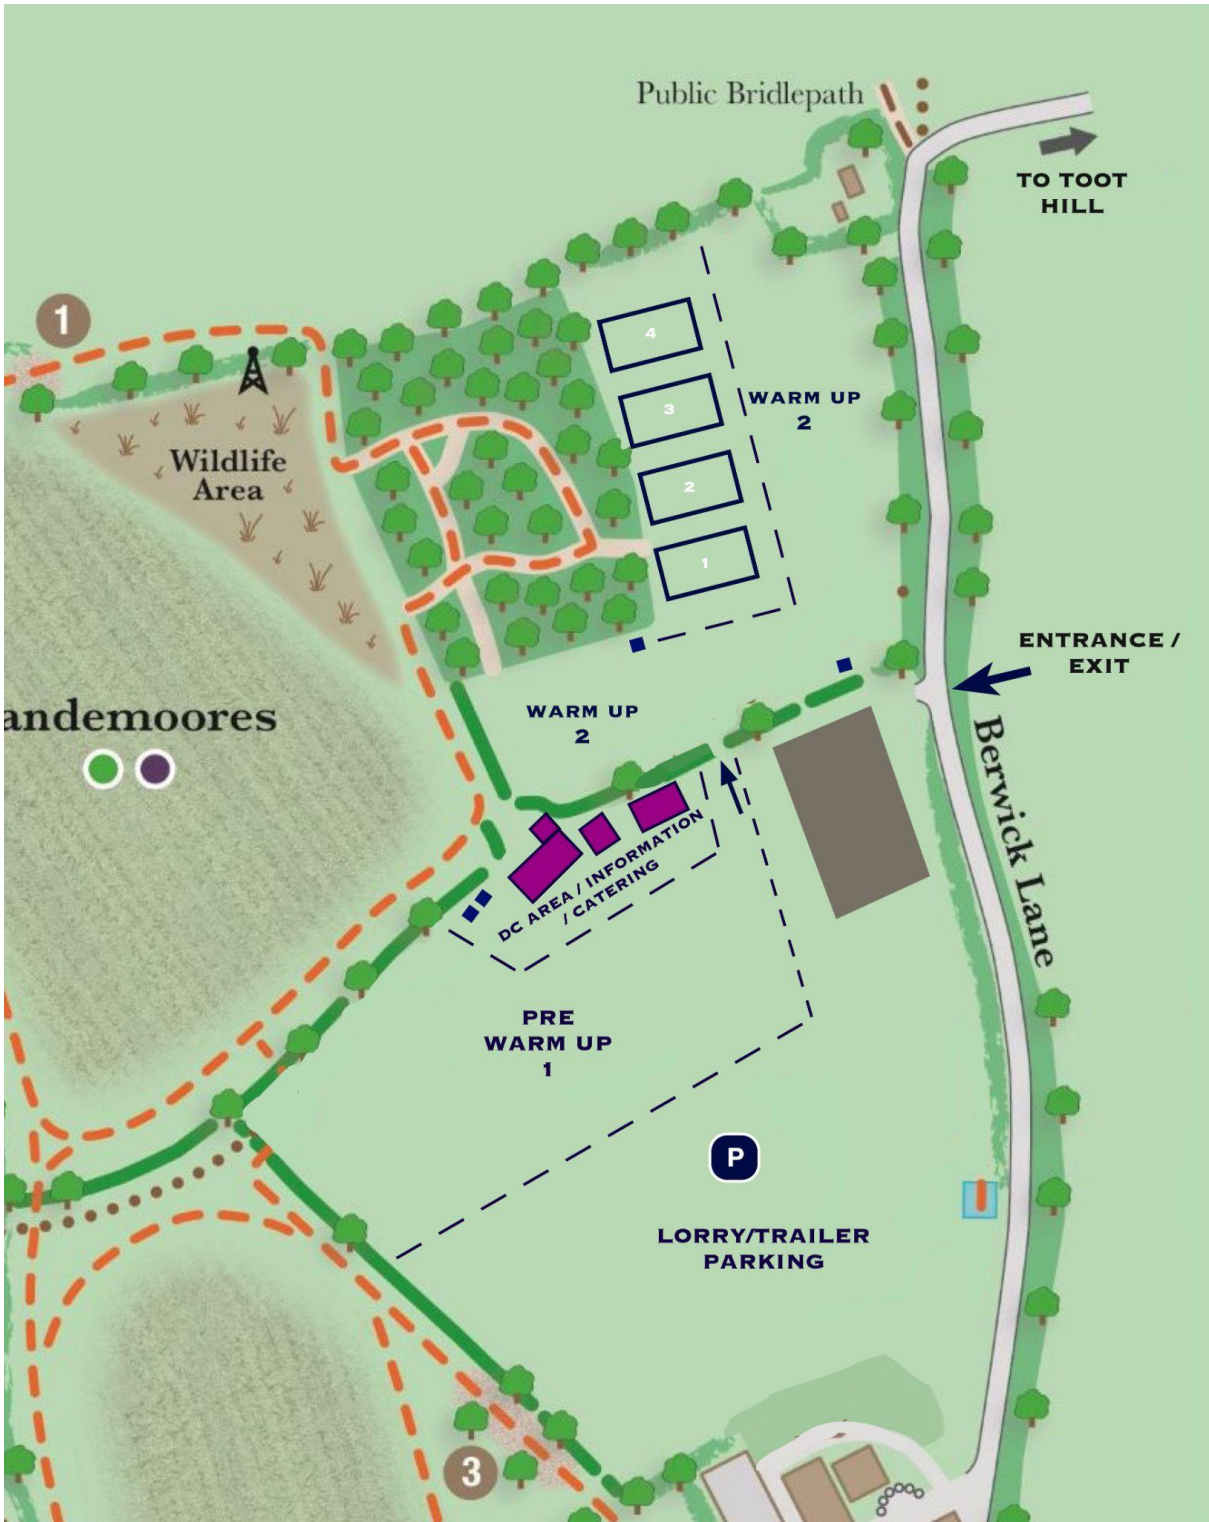 Public Bridlepath
TO TOOT
HILL
1
4
3
WARM UP
2
Wildlife
Area
2
1
ENTRANCE /
EXIT
andemoores
WARM UP
2
Berwick Lane
DC AREA / INFORMATION
/ CATERING
PRE
WARM UP
1
P
LORRY/TRAILER
PARKING
3